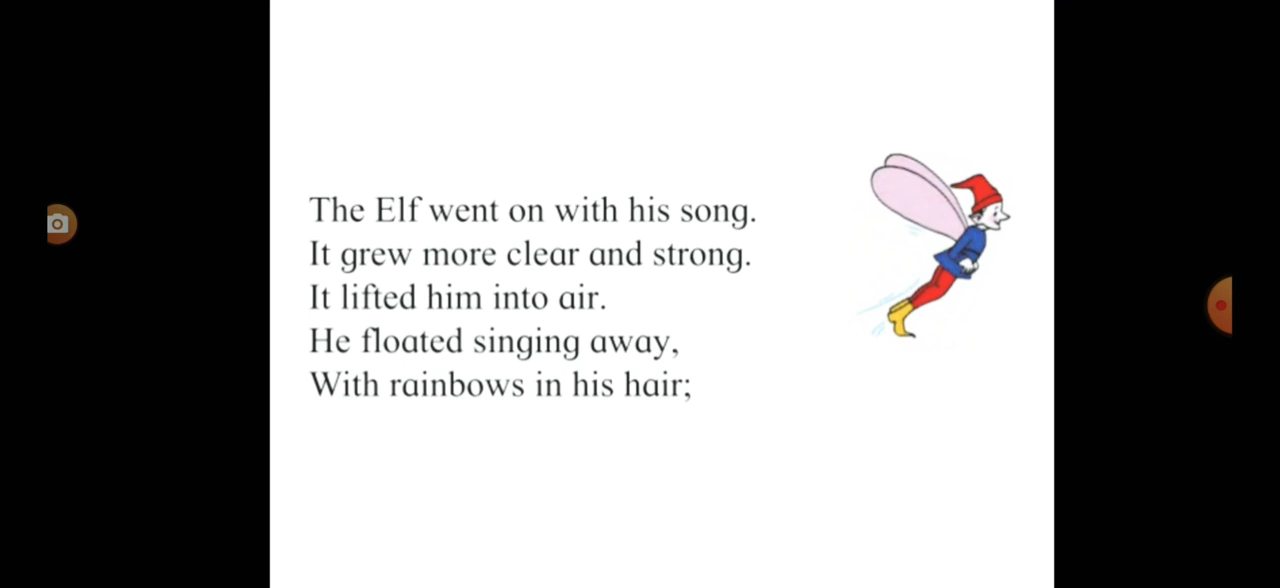 The Elf went on with his song.
It grew more clear and strong.
It lifted him into air.
He floated singing away,
With rainbows in his hair;